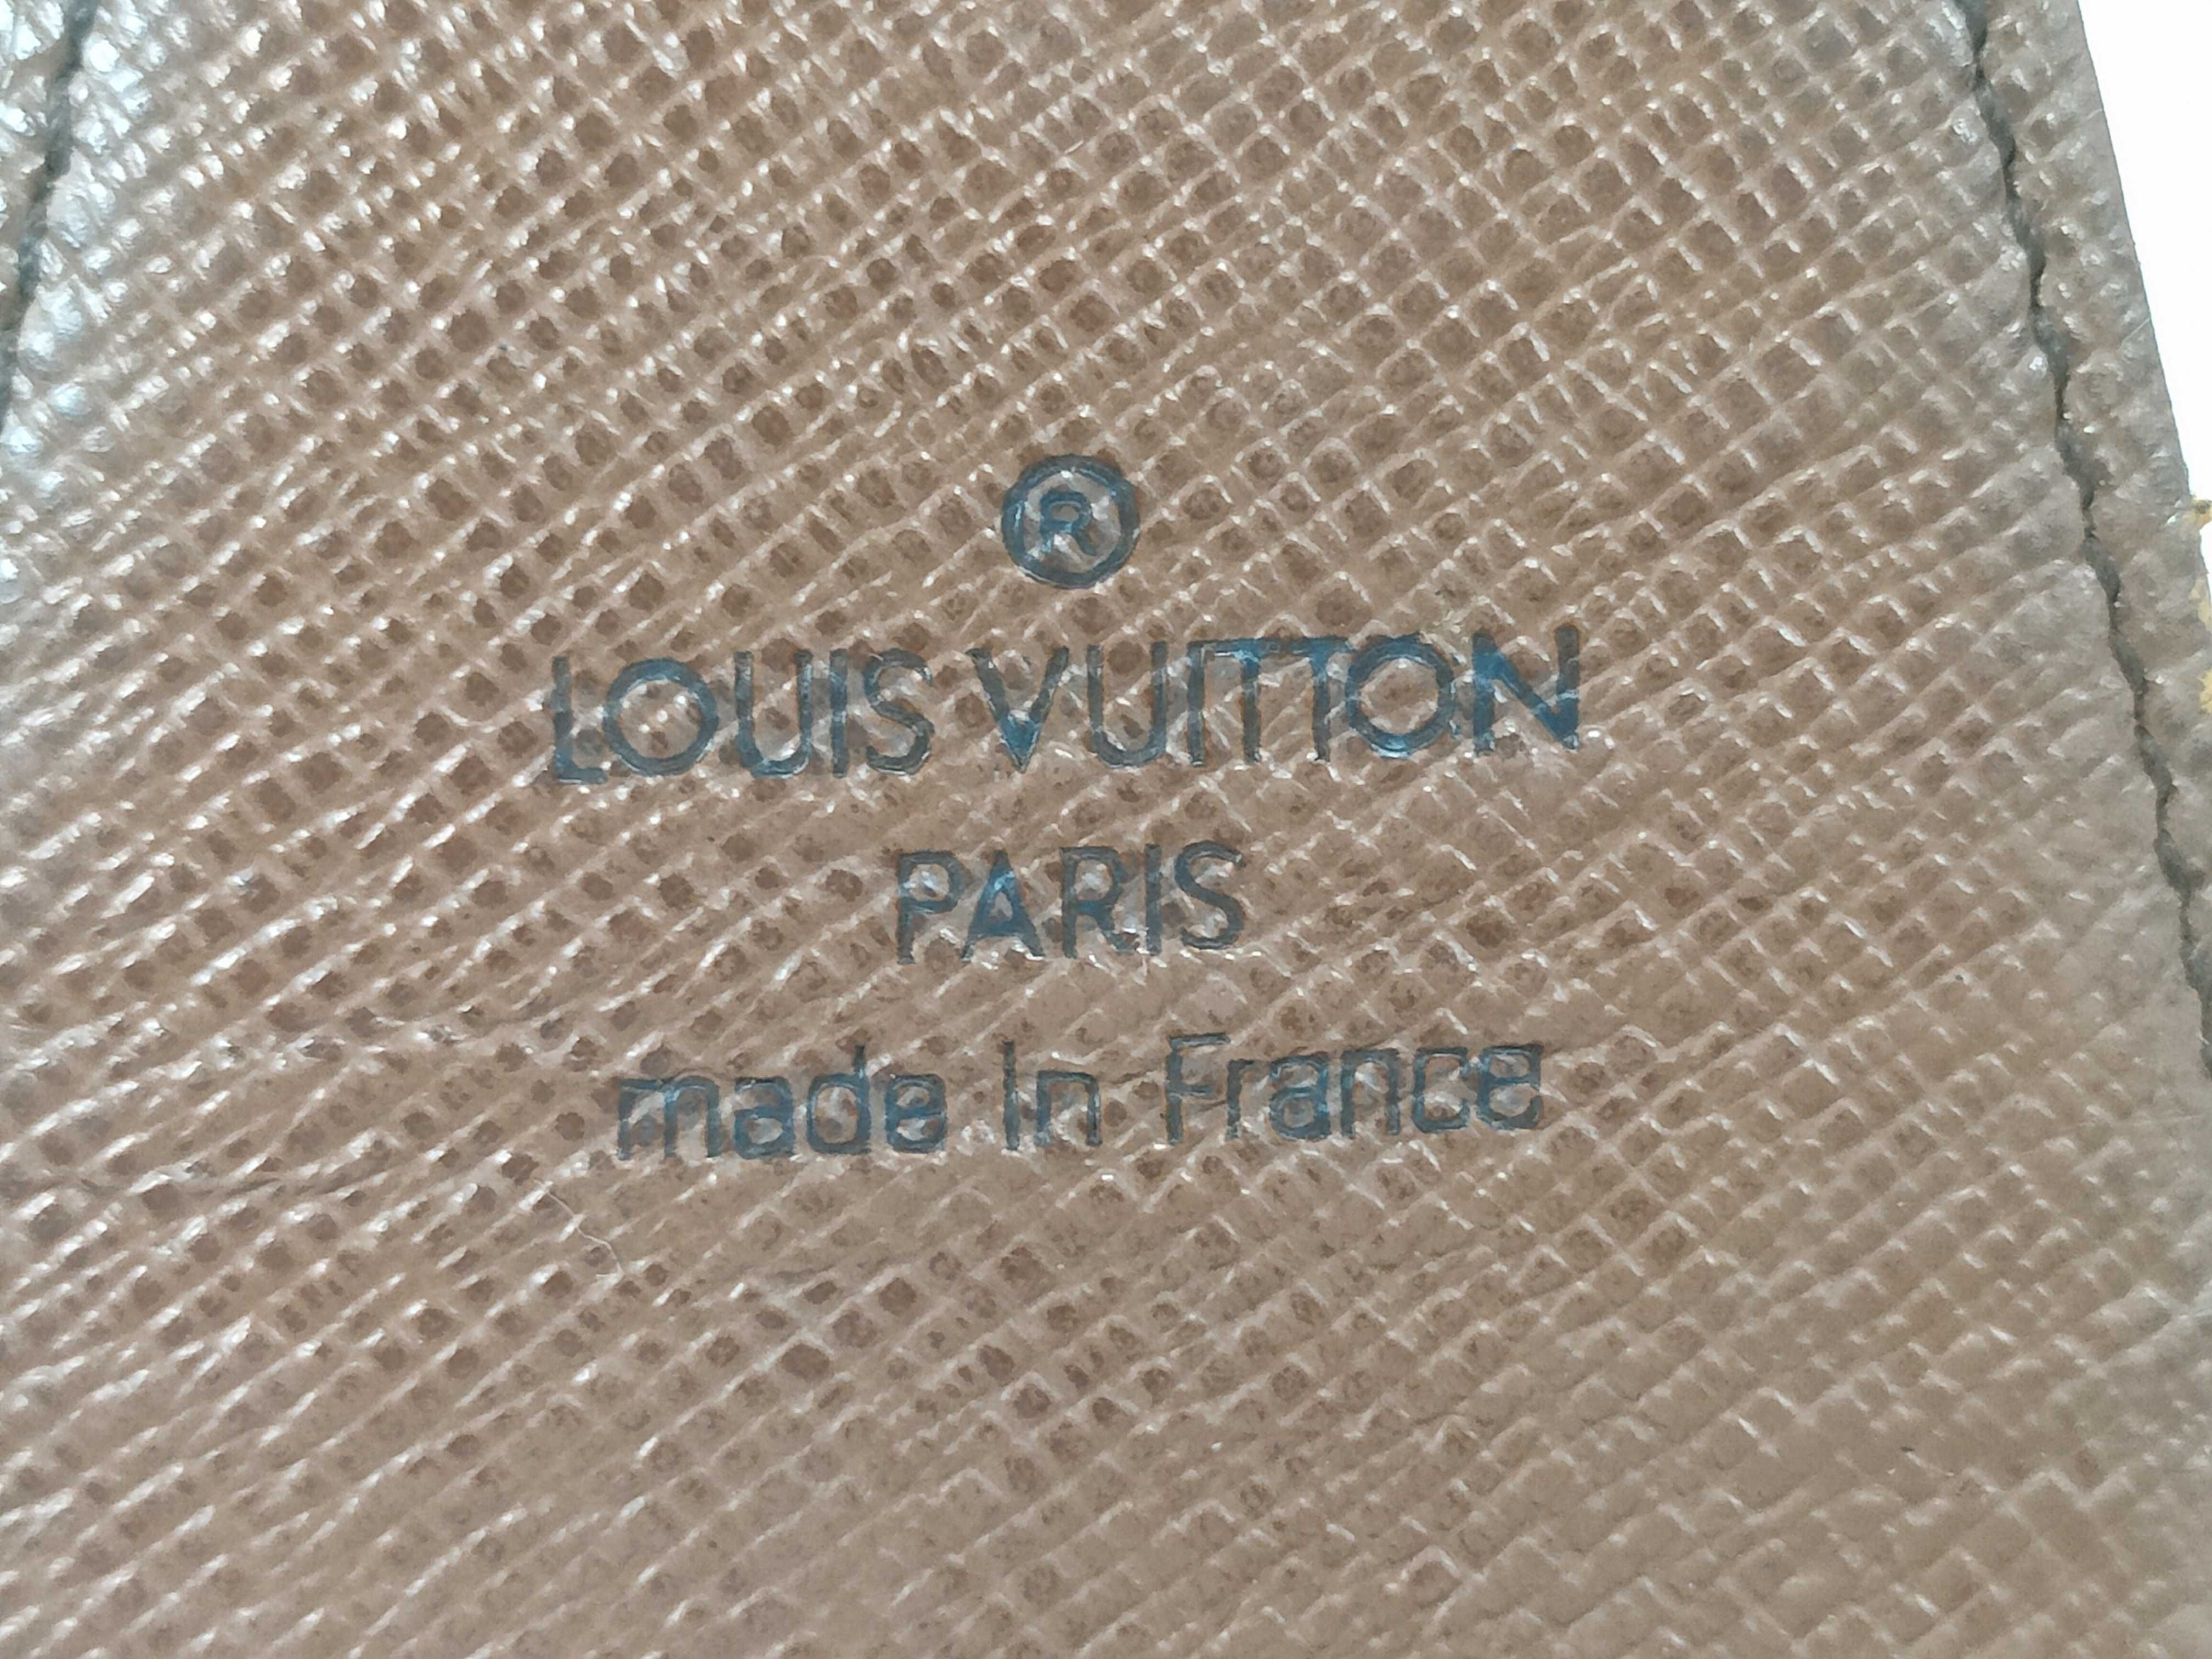 ®
LOUIS VUITTON
PARIS
made In France